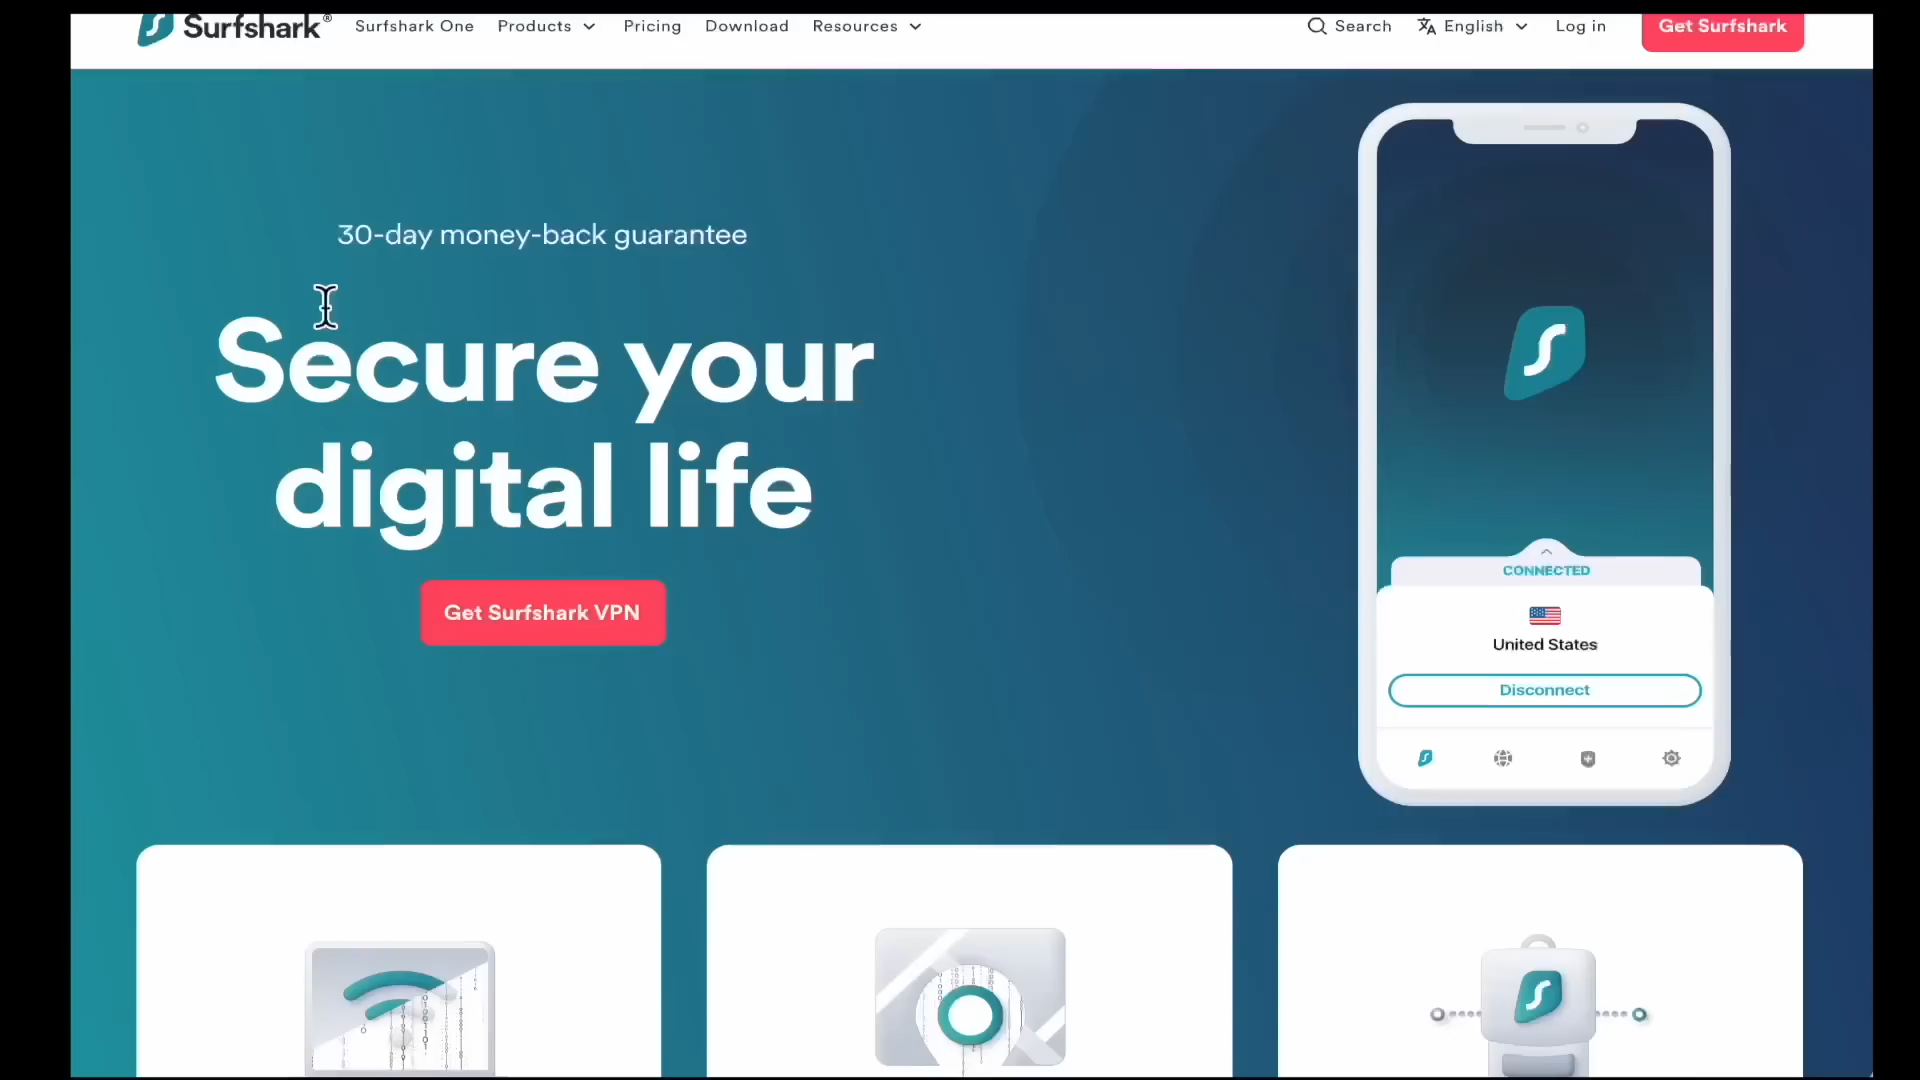 Surfshark®
Surfshark One
Products
Pricing
Download
Resources
Search
English
Log in
Get Surfshark
30-day money-back guarantee
Secure your
digital life
Get Surfshark VPN
CONNECTED
United States
Disconnect